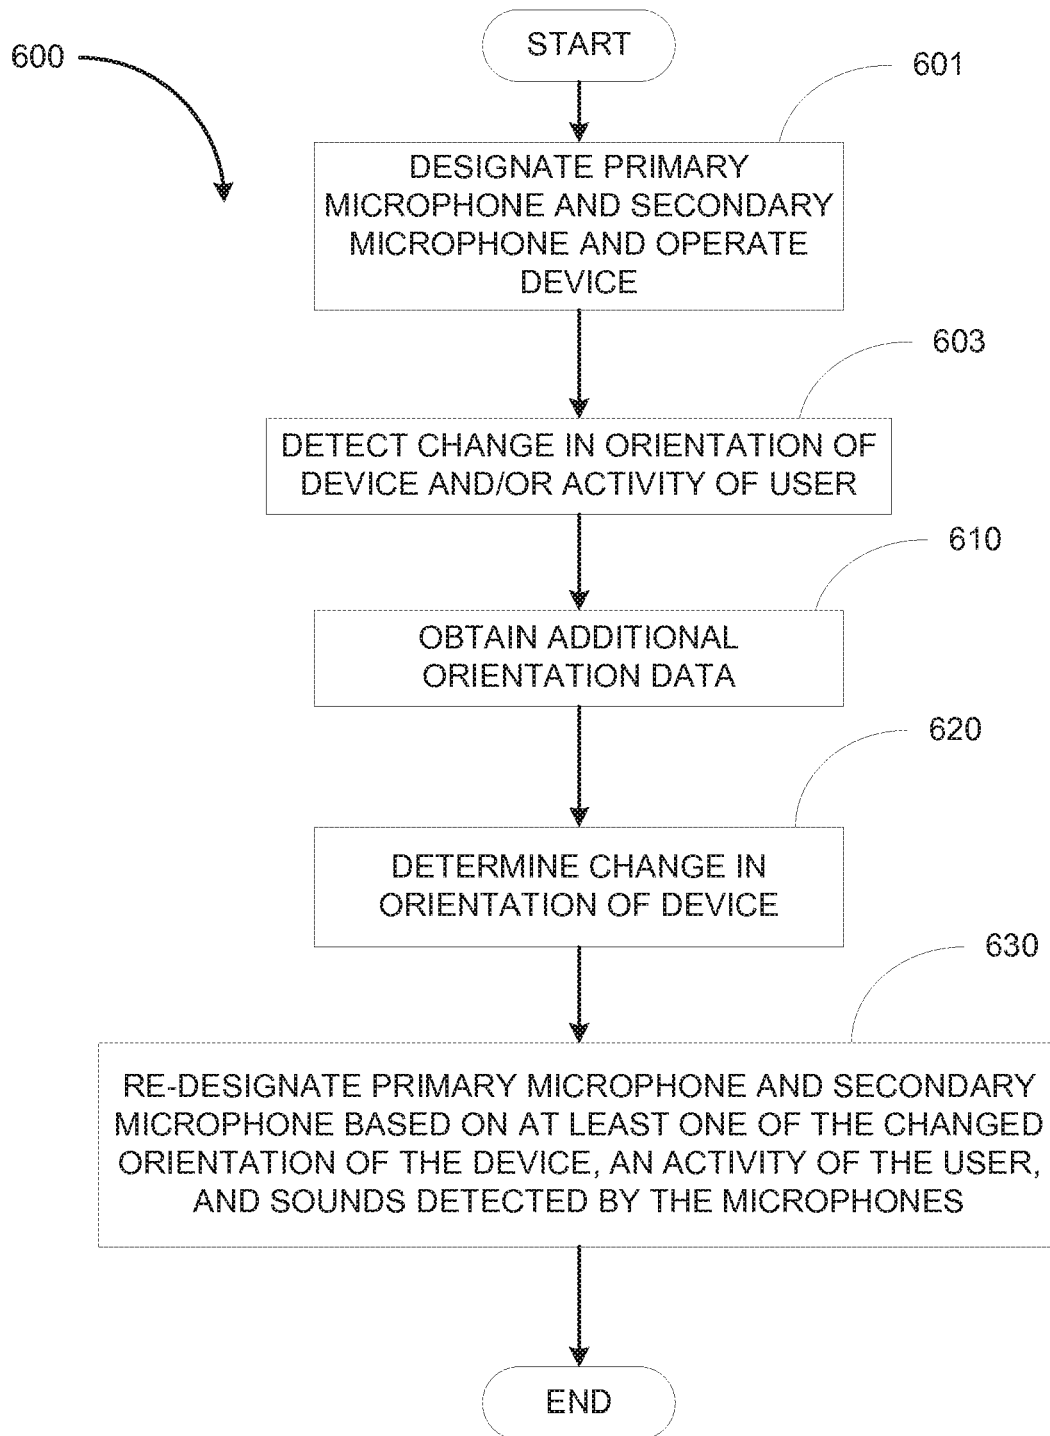 START
600
601
DESIGNATE PRIMARY
MICROPHONE AND SECONDARY
MICROPHONE AND OPERATE
DEVICE
603
DETECT CHANGE IN ORIENTATION OF
DEVICE AND/OR ACTIVITY OF USER
610
OBTAIN ADDITIONAL
ORIENTATION DATA
620
DETERMINE CHANGE IN
ORIENTATION OF DEVICE
630
RE-DESIGNATE PRIMARY MICROPHONE AND SECONDARY
MICROPHONE BASED ON AT LEAST ONE OF THE CHANGED
ORIENTATION OF THE DEVICE, AN ACTIVITY OF THE USER,
AND SOUNDS DETECTED BY THE MICROPHONES
END